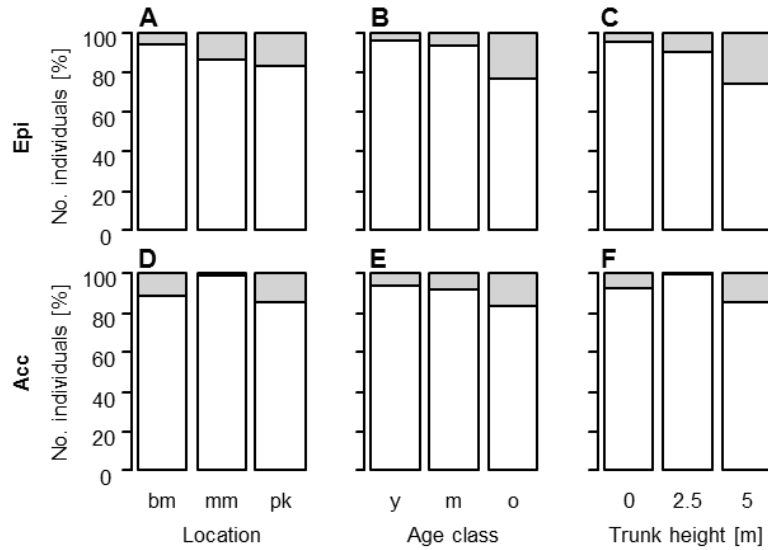 A B C
Epi
No. individuals [%]
100
80
60
40
20
0
D E F
Acc
No. individuals [%]
100
80
60
40
20
0
bm mm pk y m o 0 2.5 5
Location Age class Trunk height [m]